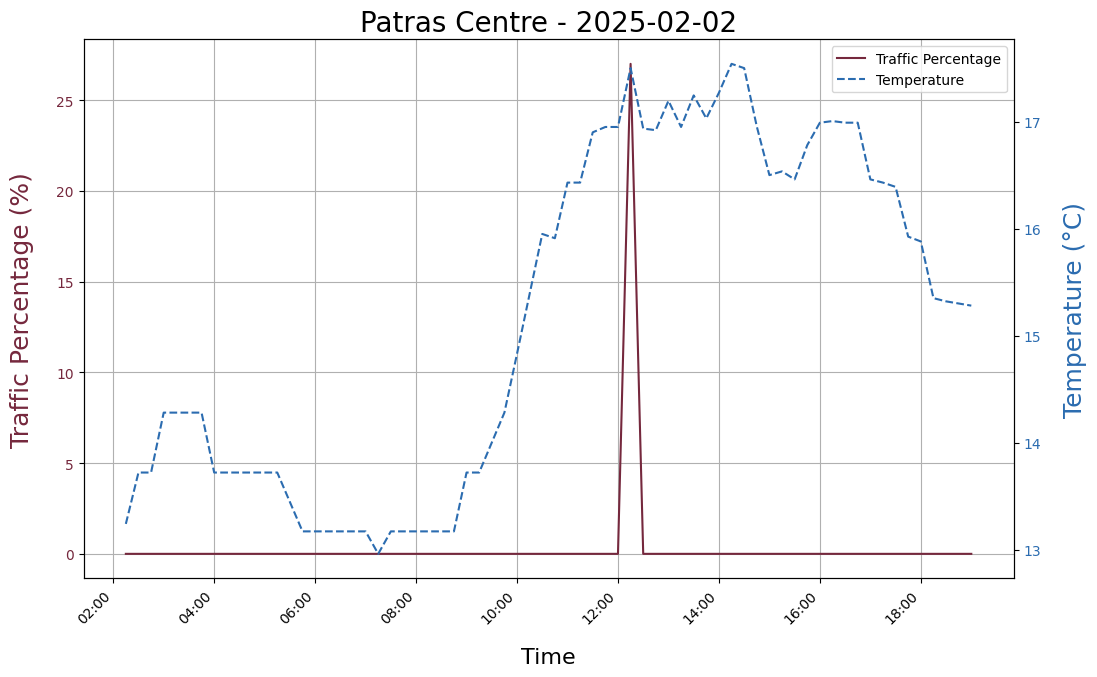 Patras Centre - 2025-02-02
Traffic Percentage
Temperature
Traffic Percentage (%)
25
20
15
10
5
0
Temperature (°C)
17
16
15
14
13
02:00 04:00 06:00 08:00 10:00 12:00 14:00 16:00 18:00
Time